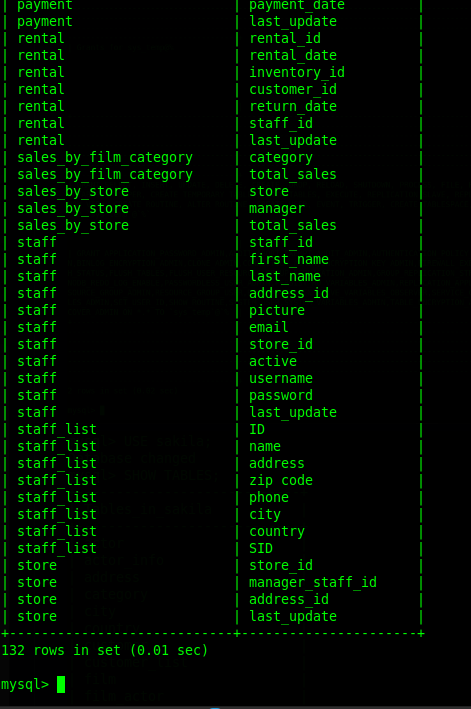 | payment | payment_date |
| payment | last_update |
| rental | rental_id |
| rental | rental_date |
| rental | inventory_id |
| rental | customer_id |
| rental | return_date |
| rental | staff_id |
| rental | last_update |
| sales_by_film_category | category |
| sales_by_film_category | total_sales |
| sales_by_store | store |
| sales_by_store | manager |
| sales_by_store | total_sales |
| staff | staff_id |
| staff | first_name |
| staff | last_name |
| staff | address_id |
| staff | picture |
| staff | email |
| staff | store_id |
| staff | active |
| staff | username |
| staff | password |
| staff | last_update |
| staff_list | ID |
| staff_list | name |
| staff_list | address |
| staff_list | zip code |
| staff_list | phone |
| staff_list | city |
| staff_list | country |
| staff_list | SID |
| store | store_id |
| store | manager_staff_id |
| store | address_id |
| store | last_update |
+----------------------------+----------------------+
132 rows in set (0.01 sec)
mysql>